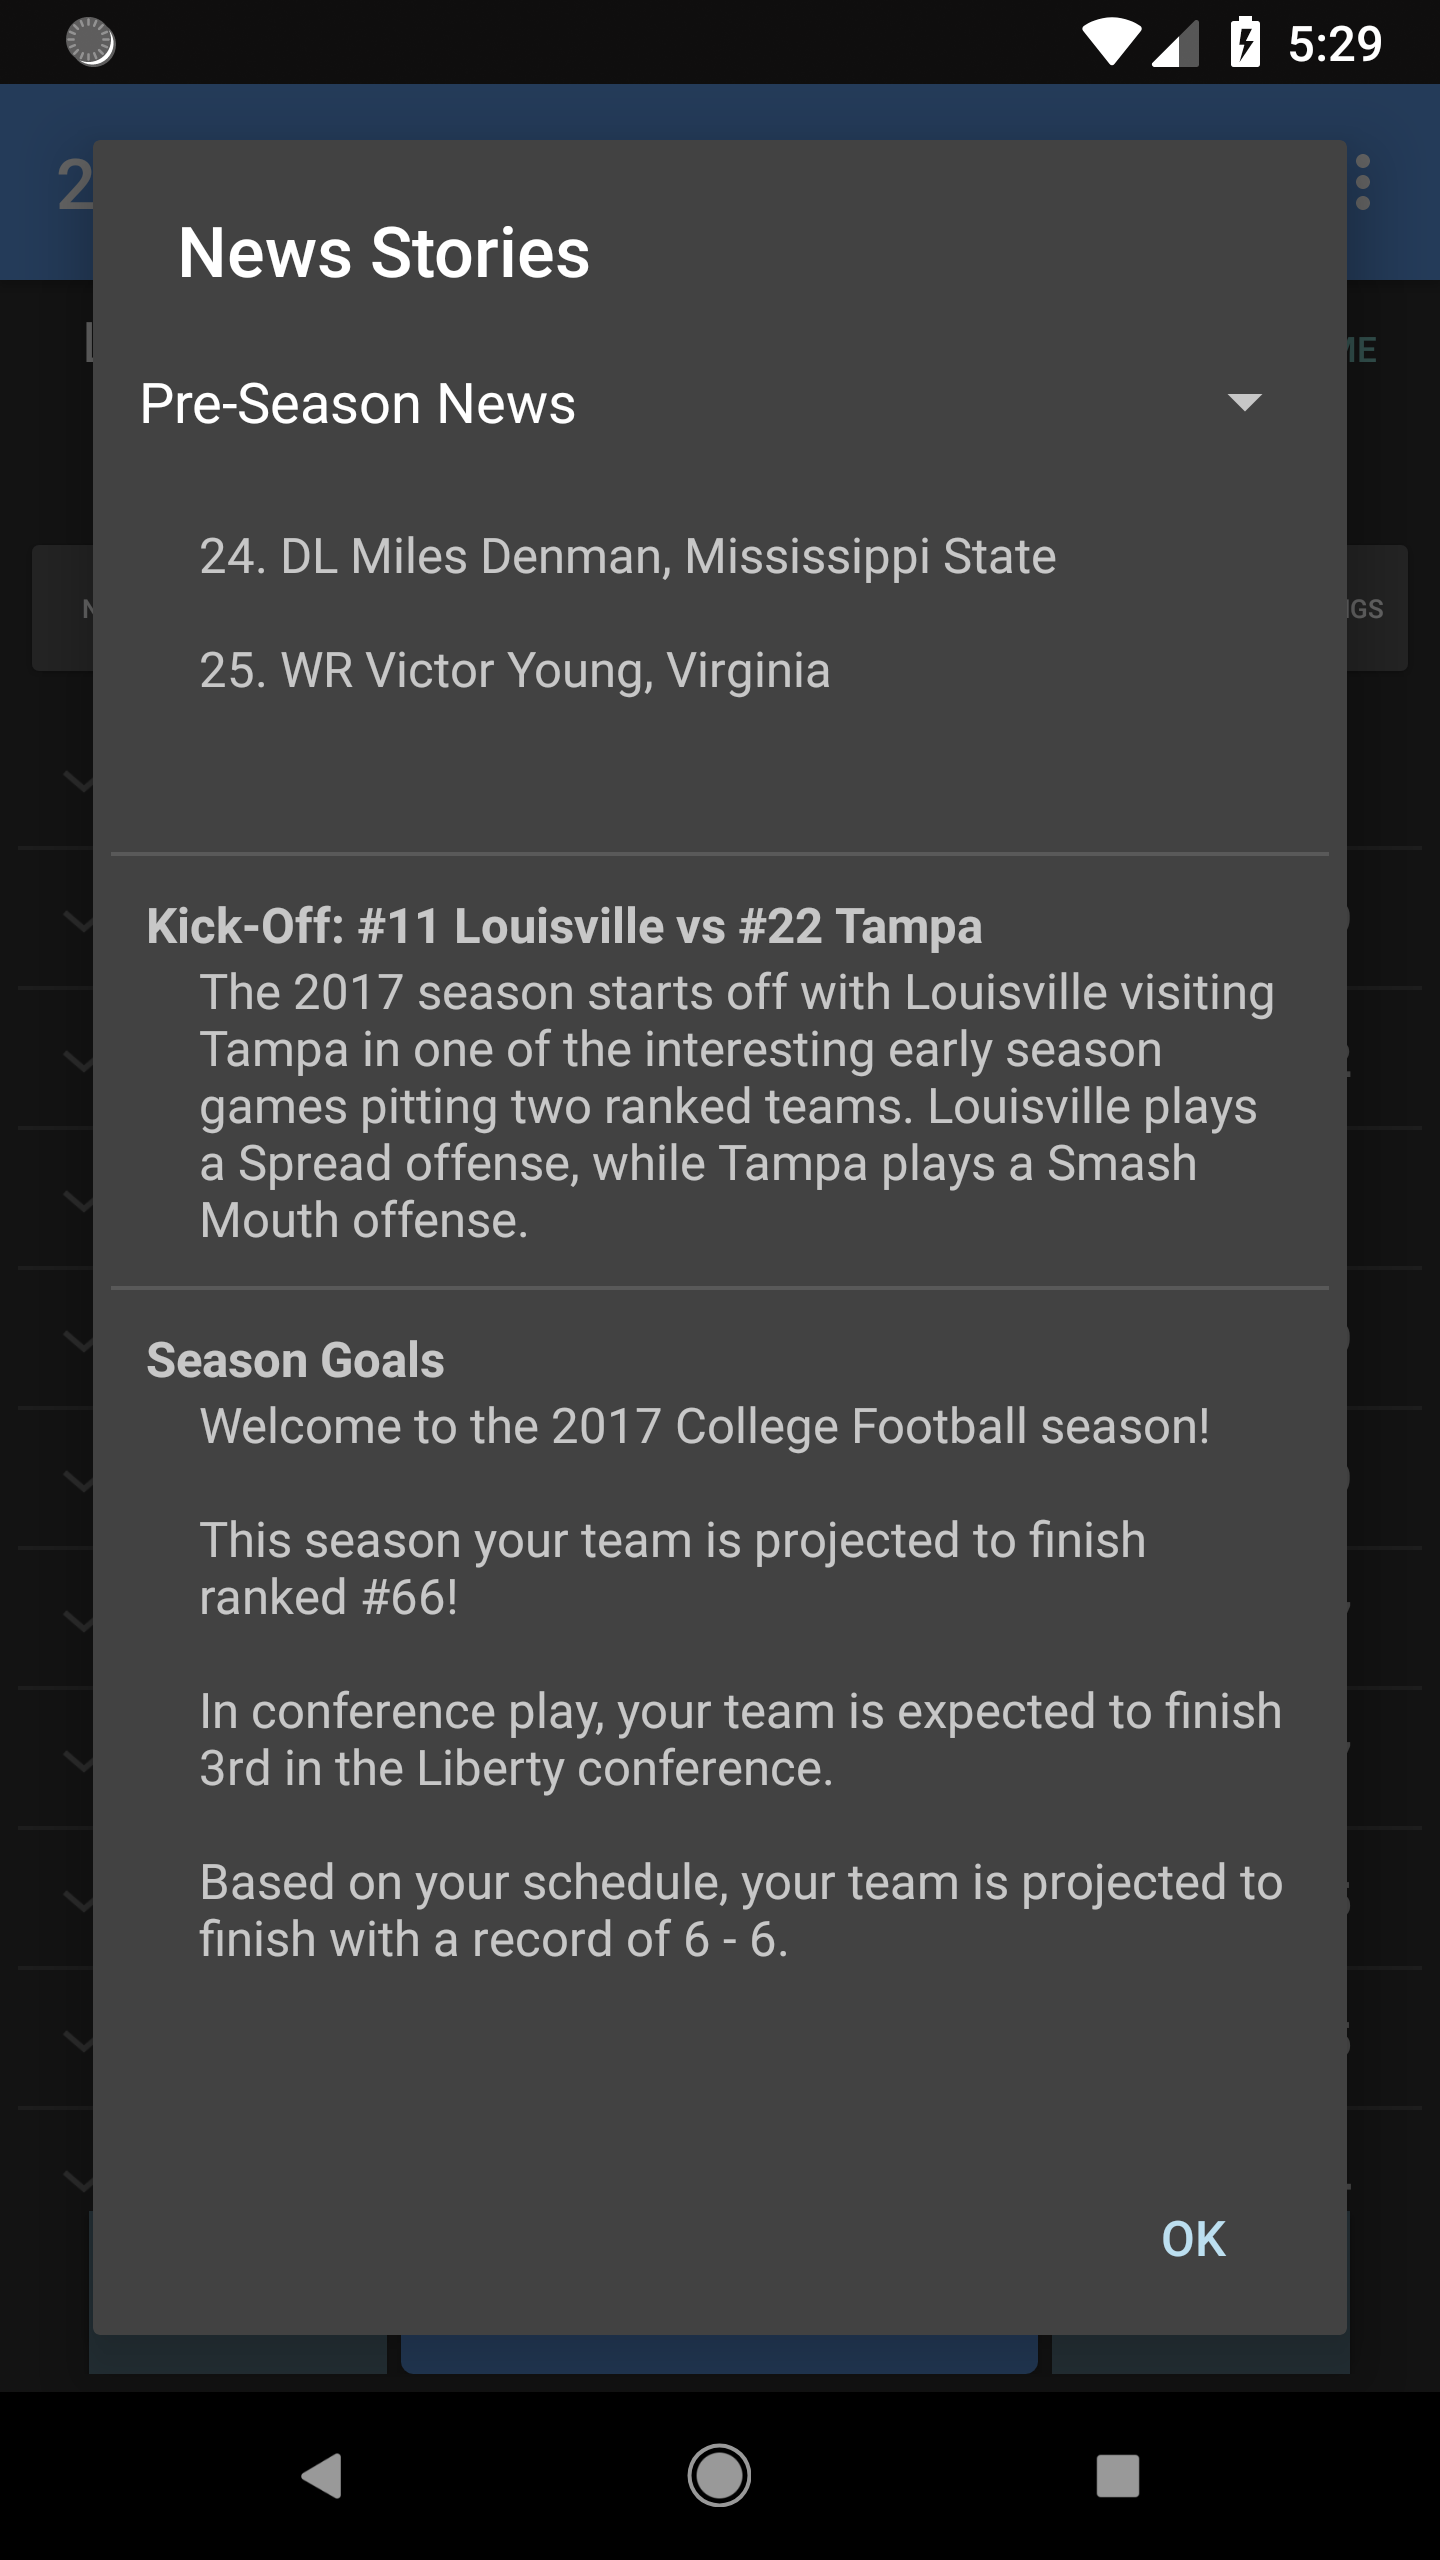 5:29
News Stories
Pre-Season News
24. DL Miles Denman, Mississippi State
25. WR Victor Young, Virginia
Kick-Off: #11 Louisville vs #22 Tampa
The 2017 season starts off with Louisville visiting
Tampa in one of the interesting early season
games pitting two ranked teams. Louisville plays
a Spread offense, while Tampa plays a Smash
Mouth offense.
Season Goals
Welcome to the 2017 College Football season!
This season your team is projected to finish
ranked #66!
In conference play, your team is expected to finish
3rd in the Liberty conference.
Based on your schedule, your team is projected to
finish with a record of 6 - 6.
OK